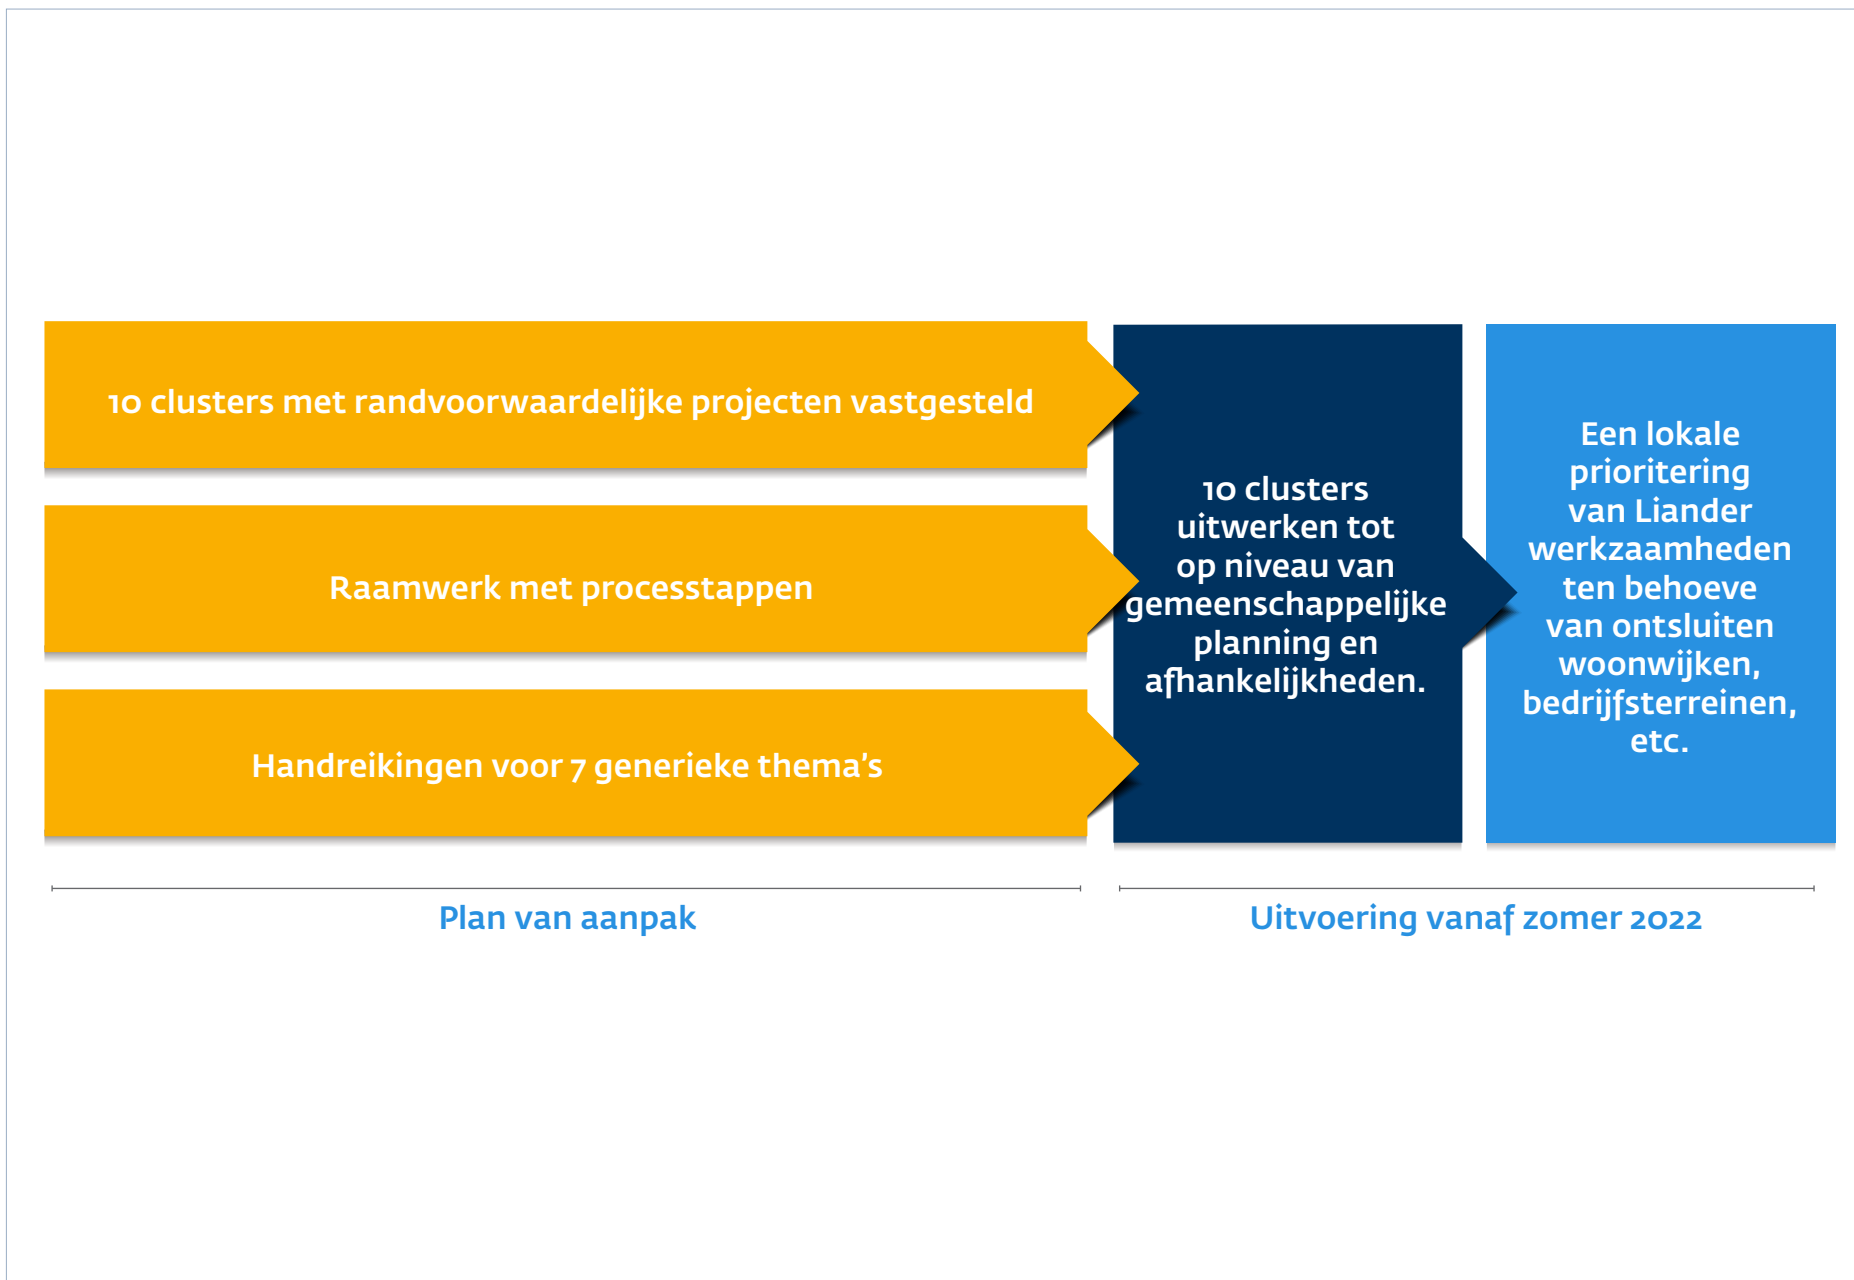 10 clusters met randvoorwaardelijke projecten vastgesteld
Raamwerk met processtappen
Handreikingen voor 7 generieke thema's
10 clusters
uitwerken tot
op niveau van
gemeenschappelijke
planning en
afhankelijkheden.
Een lokale
prioritering
van Liander
werkzaamheden
ten behoeve
van ontsluiten
woonwijken,
bedrijfsterreinen,
etc.
Plan van aanpak
Uitvoering vanaf zomer 2022